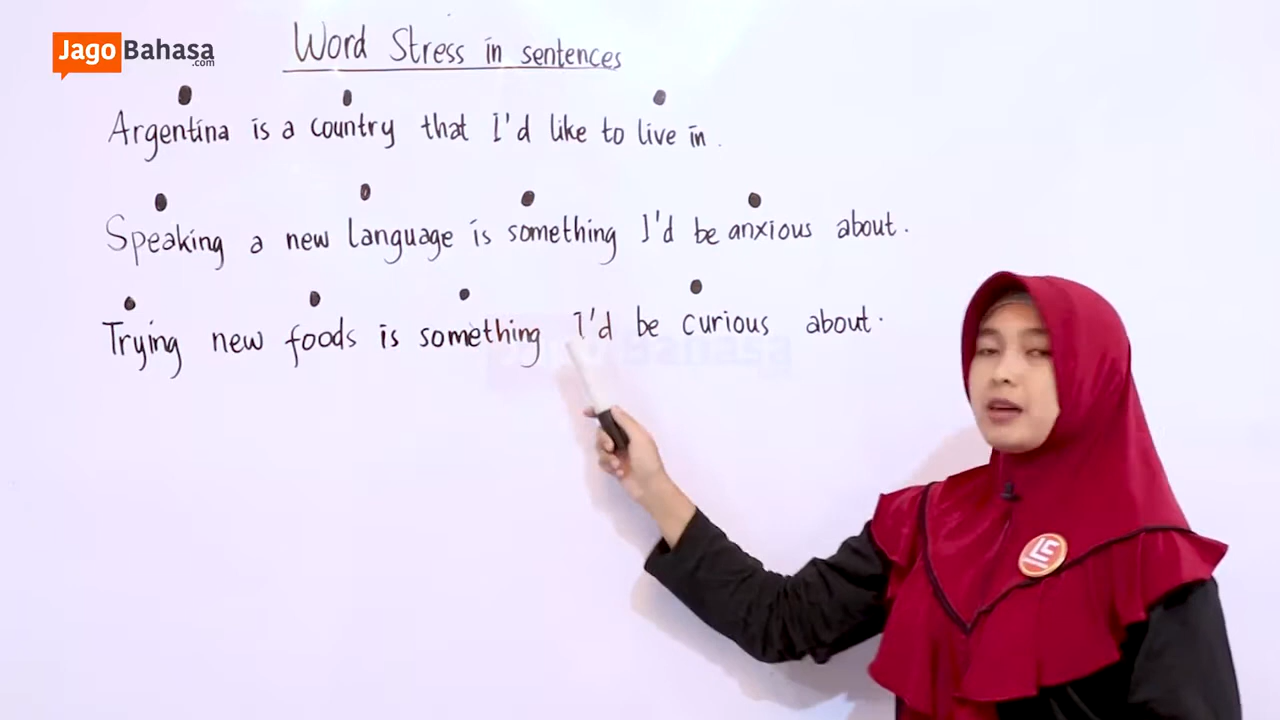 JagoBahasa
.com
Word Stress in sentences
Argentina is a country that I'd like to live in.
Speaking a new language is something I'd be anxious about.
Trying new foods is something I'd be curious about.